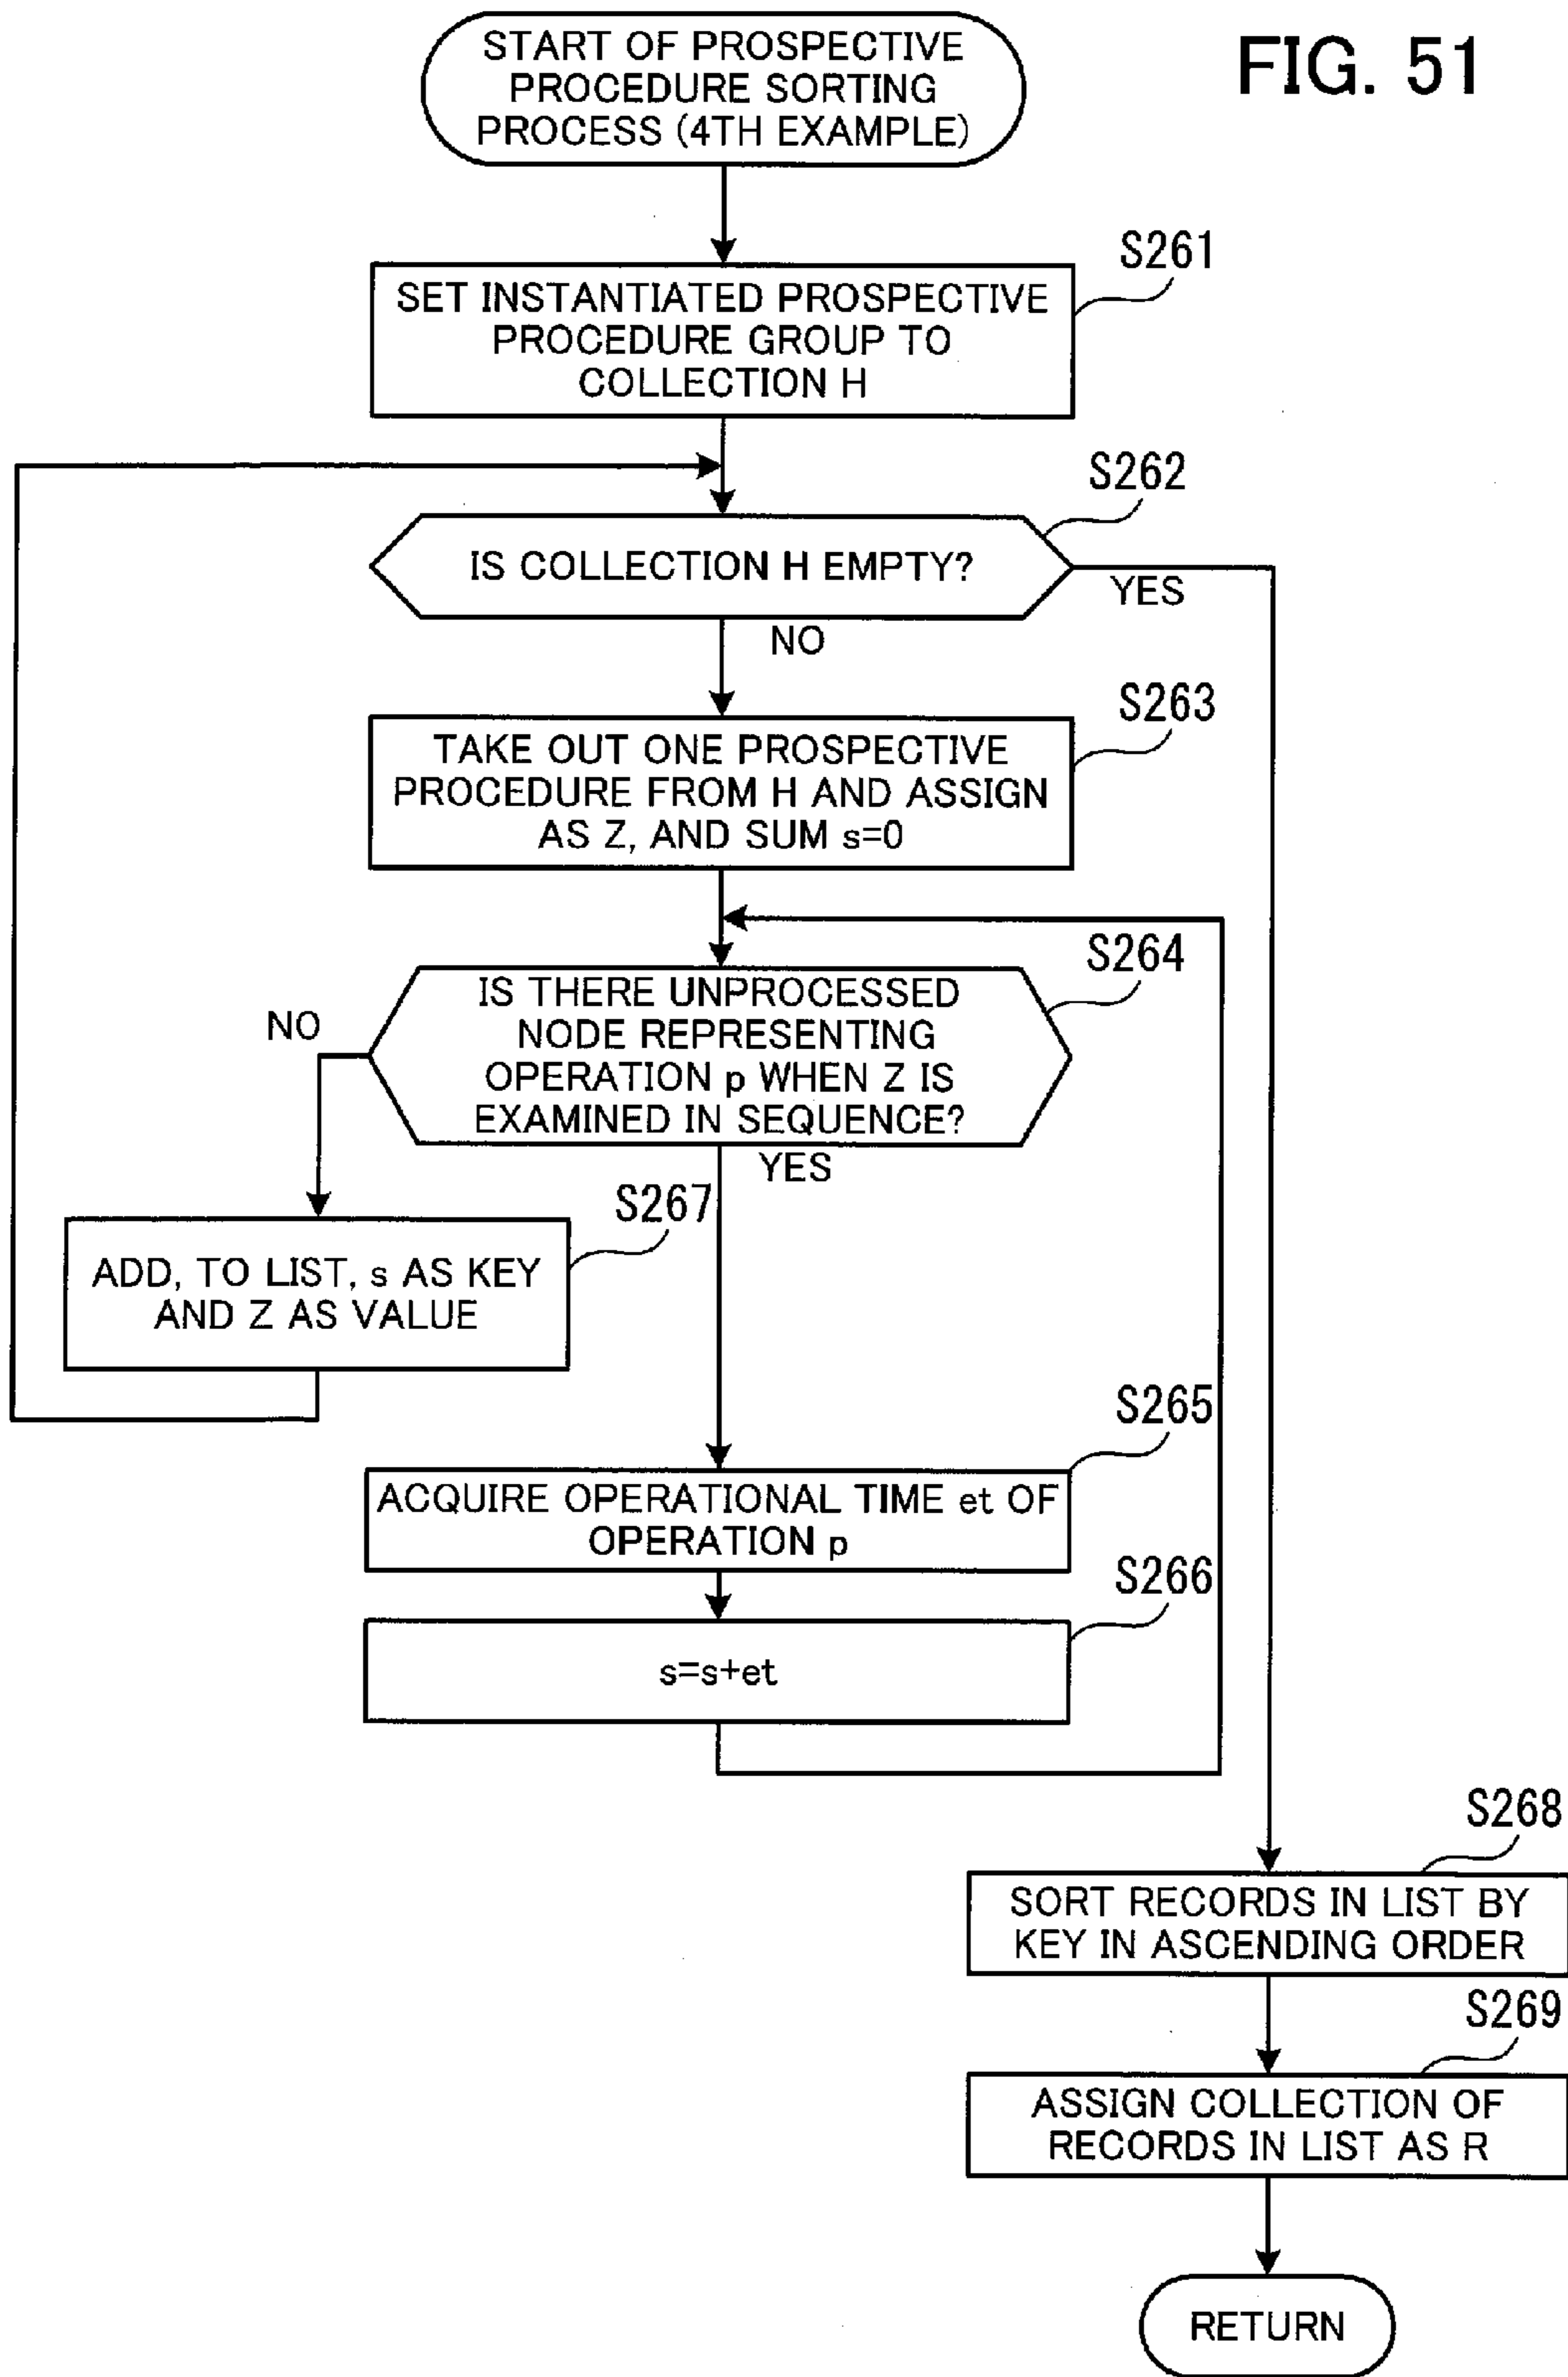 FIG. 51
START OF PROSPECTIVE
PROCEDURE SORTING
PROCESS (4TH EXAMPLE)
S261
SET INSTANTIATED PROSPECTIVE
PROCEDURE GROUP TO
COLLECTION H
S262
IS COLLECTION H EMPTY?
YES
NO
S263
TAKE OUT ONE PROSPECTIVE
PROCEDURE FROM H AND ASSIGN
AS Z, AND SUM s=0
S264
IS THERE UNPROCESSED
NODE REPRESENTING
OPERATION p WHEN Z IS
EXAMINED IN SEQUENCE?
NO
YES
S267
ADD, TO LIST, s AS KEY
AND Z AS VALUE
S265
ACQUIRE OPERATIONAL TIME et OF
OPERATION p
S266
s=s+et
S268
SORT RECORDS IN LIST BY
KEY IN ASCENDING ORDER
S269
ASSIGN COLLECTION OF
RECORDS IN LIST AS R
RETURN